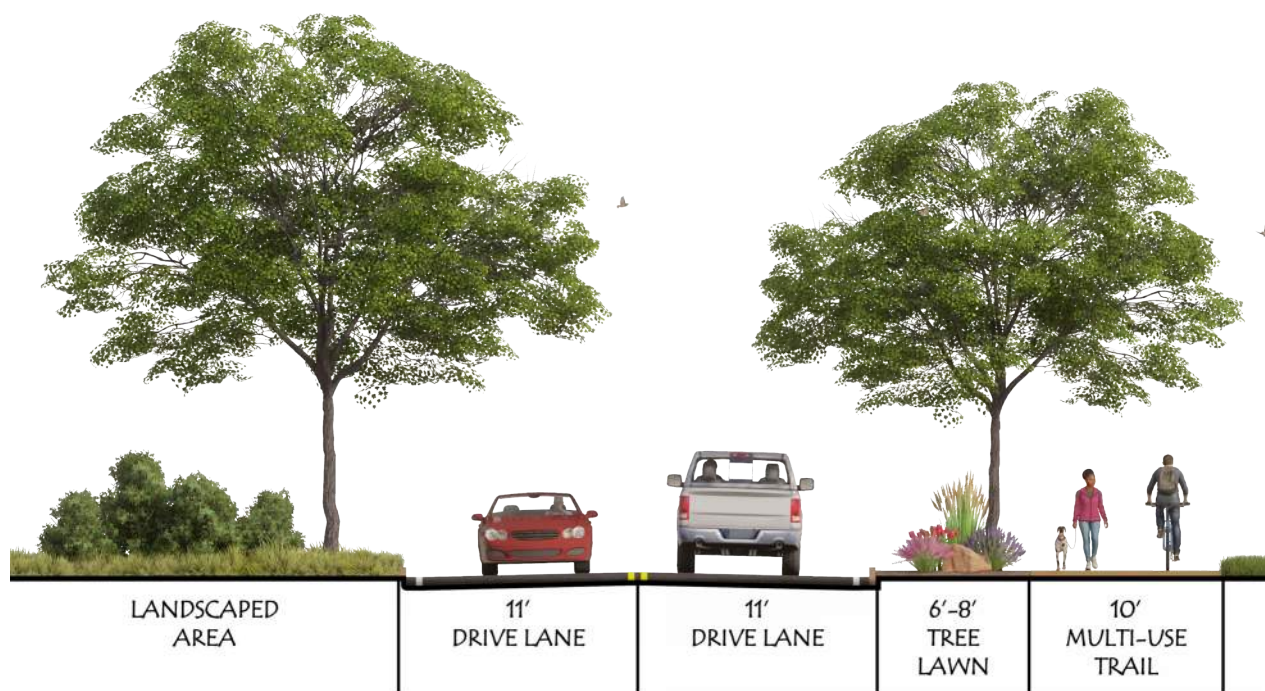 LANDSCAPED
AREA
11'
DRIVE LANE
11'
DRIVE LANE
6'-8'
TREE
LAWN
10'
MULTI-USE
TRAIL